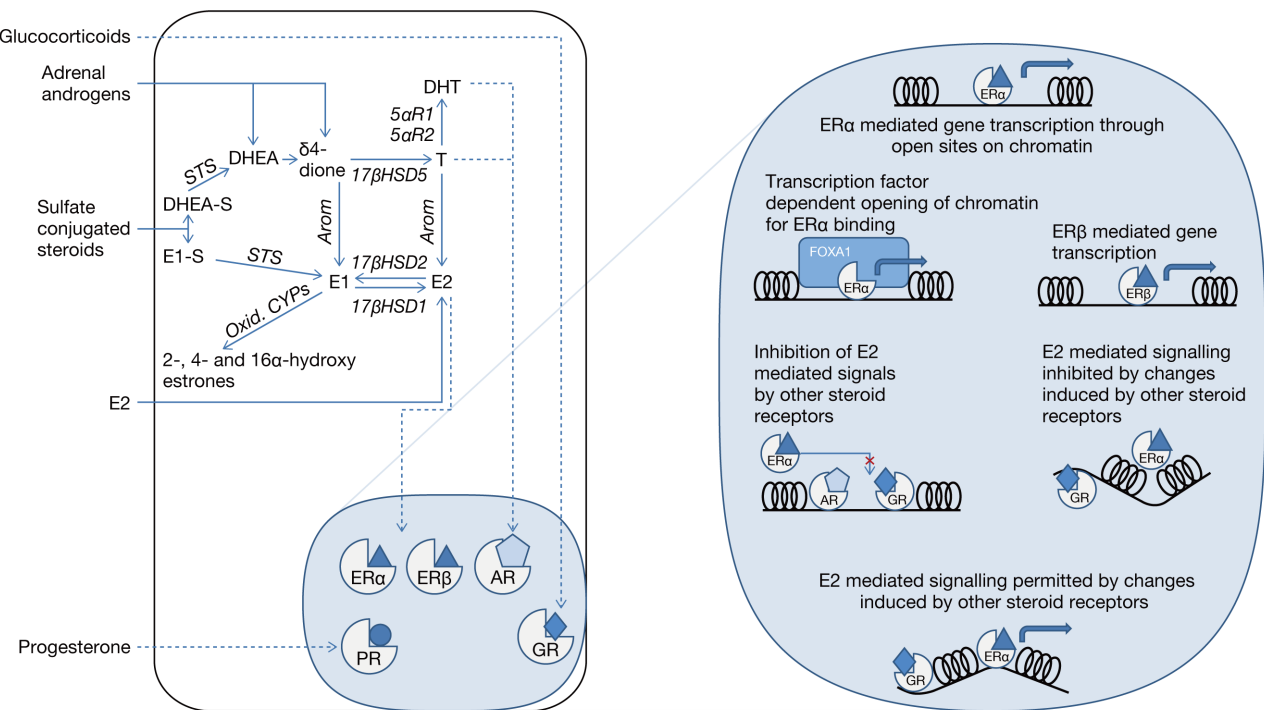 Glucocorticoids
Adrenal
androgens
DHT
5αR1
5αR2
DHEA
δ4-
dione
T
17βHSD5
STS
DHEA-S
Sulfate
conjugated
steroids
E1-S
STS
Arom
Arom
17βHSD2
E1
E2
17βHSD1
Oxid. CYPs
2-, 4- and 16α-hydroxy
estrones
E2
ERα
ERβ
AR
Progesterone
PR
GR
ERα
ERα mediated gene transcription through
open sites on chromatin
Transcription factor
dependent opening of chromatin
for ERα binding
FOXA1
ERα
ERβ mediated gene
transcription
ERβ
Inhibition of E2
mediated signals
by other steroid
receptors
ERα
AR
GR
E2 mediated signalling
inhibited by changes
induced by other steroid
receptors
ERα
GR
E2 mediated signalling permitted by changes
induced by other steroid receptors
ERα
GR